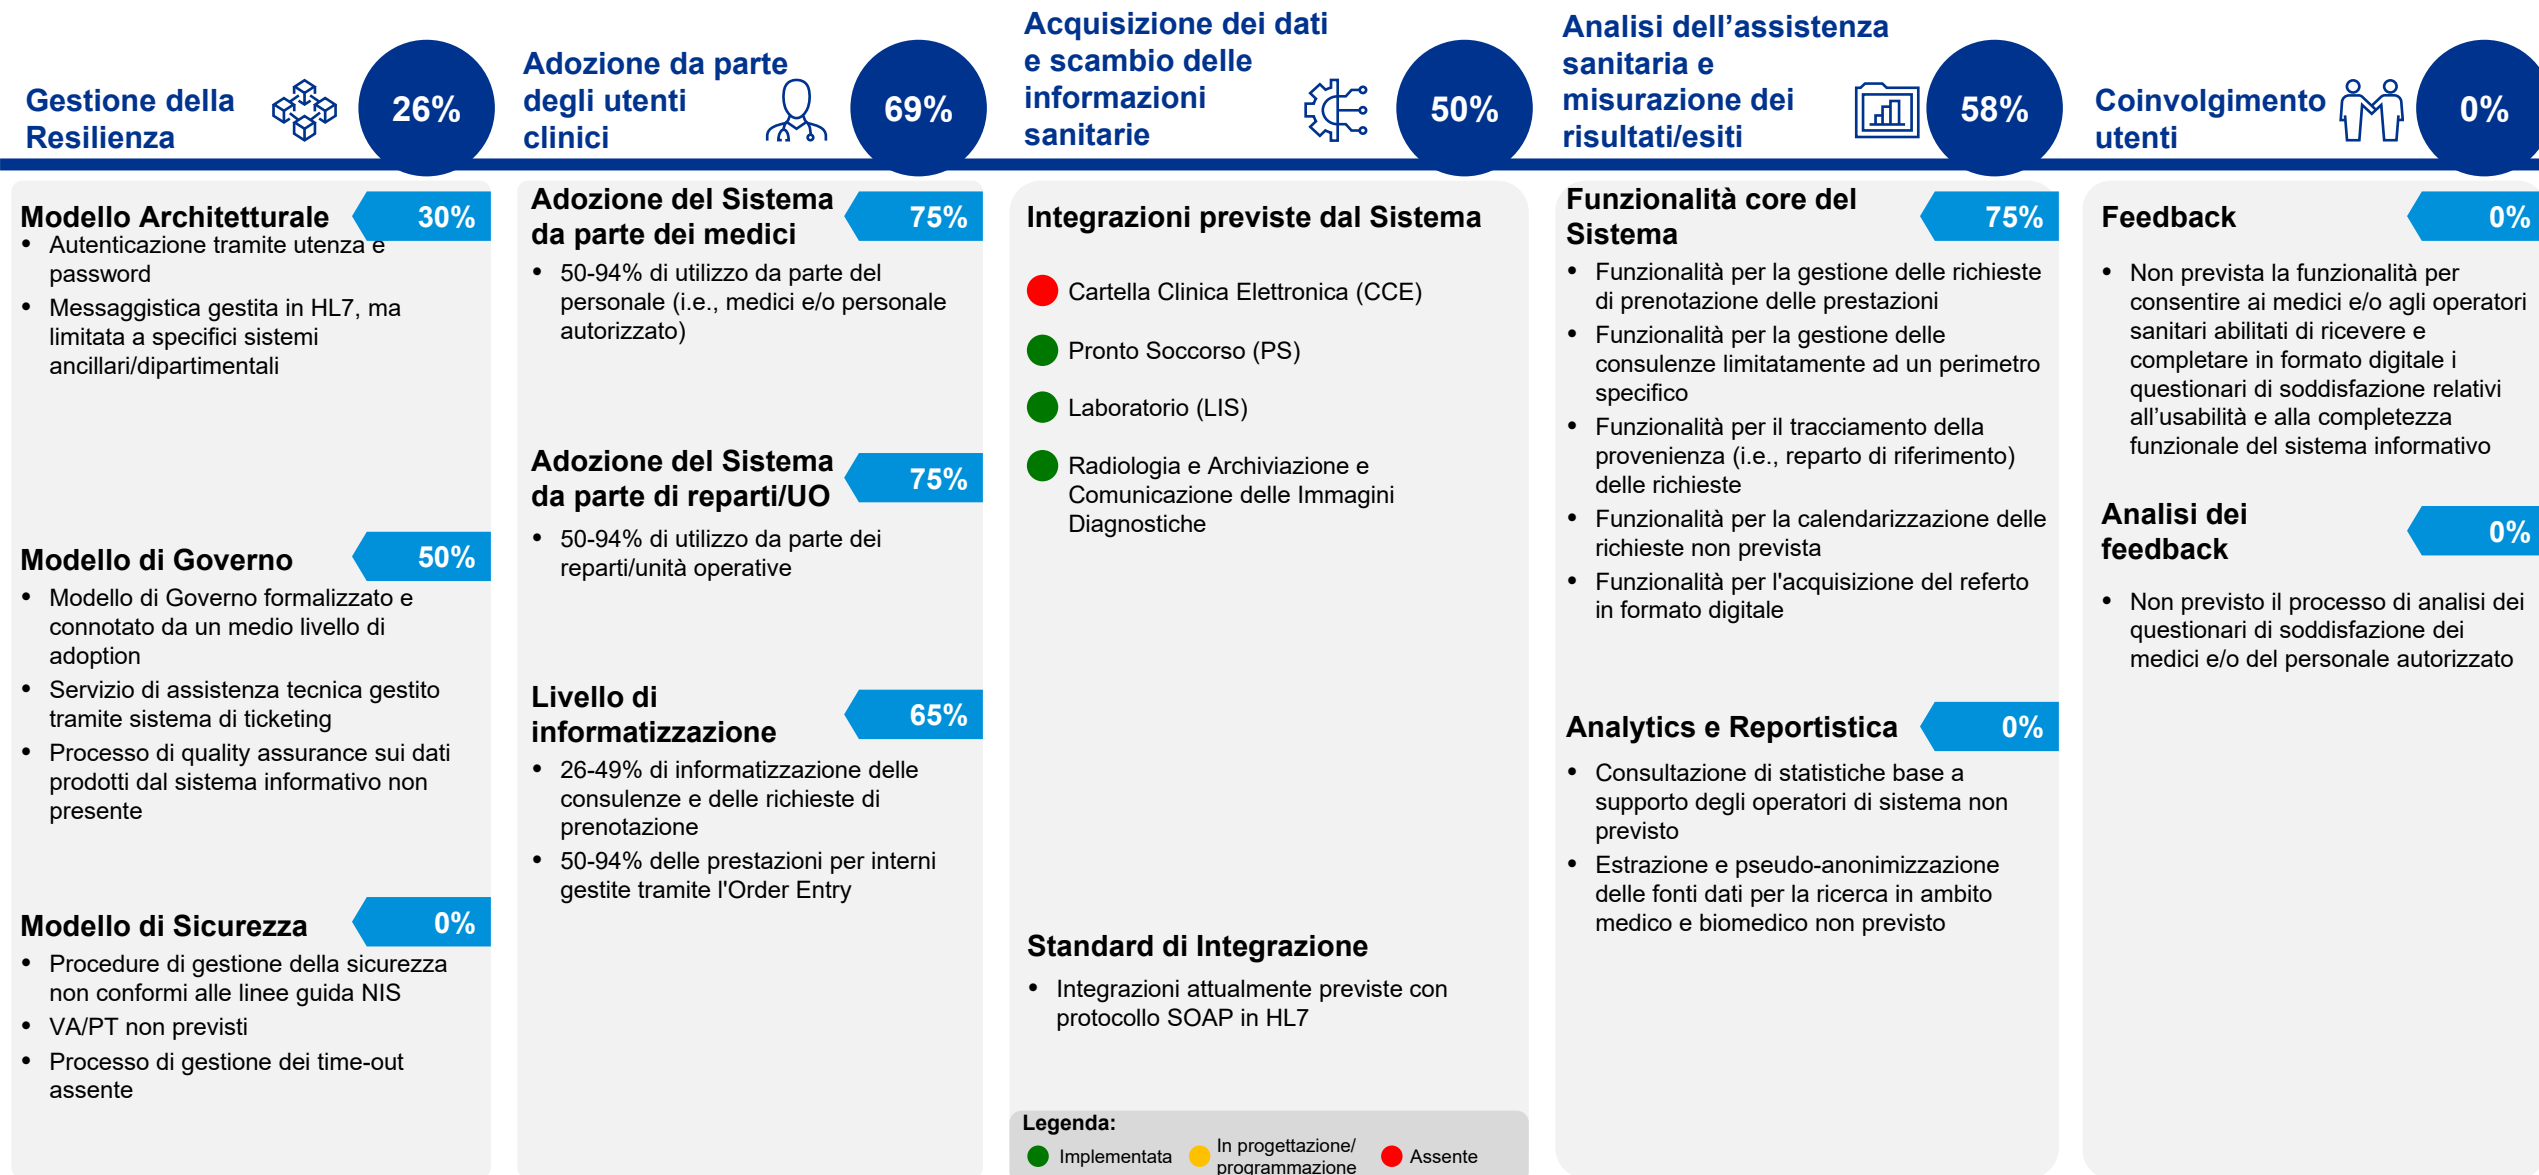 Gestione della
Resilienza
26%
Adozione da parte
degli utenti
clinici
69%
Acquisizione dei dati
e scambio delle
informazioni
sanitarie
50%
Analisi dell’assistenza
sanitaria e
misurazione dei
risultati/esiti
58%
Coinvolgimento
utenti
0%
Modello Architetturale
30%
• Autenticazione tramite utenza e
password
• Messaggistica gestita in HL7, ma
limitata a specifici sistemi
ancillari/dipartimentali
Modello di Governo
50%
• Modello di Governo formalizzato e
connotato da un medio livello di
adoption
• Servizio di assistenza tecnica gestito
tramite sistema di ticketing
• Processo di quality assurance sui dati
prodotti dal sistema informativo non
presente
Modello di Sicurezza
0%
• Procedure di gestione della sicurezza
non conformi alle linee guida NIS
• VA/PT non previsti
• Processo di gestione dei time-out
assente
Adozione del Sistema
da parte dei medici
75%
• 50-94% di utilizzo da parte del
personale (i.e., medici e/o personale
autorizzato)
Adozione del Sistema
da parte di reparti/UO
75%
• 50-94% di utilizzo da parte dei
reparti/unità operative
Livello di
informatizzazione
65%
• 26-49% di informatizzazione delle
consulenze e delle richieste di
prenotazione
• 50-94% delle prestazioni per interni
gestite tramite l'Order Entry
Integrazioni previste dal Sistema
Cartella Clinica Elettronica (CCE)
Pronto Soccorso (PS)
Laboratorio (LIS)
Radiologia e Archiviazione e
Comunicazione delle Immagini
Diagnostiche
Standard di Integrazione
• Integrazioni attualmente previste con
protocollo SOAP in HL7
Legenda:
Implementata
In progettazione/
programmazione
Assente
Funzionalità core del
Sistema
75%
• Funzionalità per la gestione delle richieste
di prenotazione delle prestazioni
• Funzionalità per la gestione delle
consulenze limitatamente ad un perimetro
specifico
• Funzionalità per il tracciamento della
provenienza (i.e., reparto di riferimento)
delle richieste
• Funzionalità per la calendarizzazione delle
richieste non prevista
• Funzionalità per l'acquisizione del referto
in formato digitale
Analytics e Reportistica
0%
• Consultazione di statistiche base a
supporto degli operatori di sistema non
previsto
• Estrazione e pseudo-anonimizzazione
delle fonti dati per la ricerca in ambito
medico e biomedico non previsto
Feedback
0%
• Non prevista la funzionalità per
consentire ai medici e/o agli operatori
sanitari abilitati di ricevere e
completare in formato digitale i
questionari di soddisfazione relativi
all’usabilità e alla completezza
funzionale del sistema informativo
Analisi dei
feedback
0%
• Non previsto il processo di analisi dei
questionari di soddisfazione dei
medici e/o del personale autorizzato